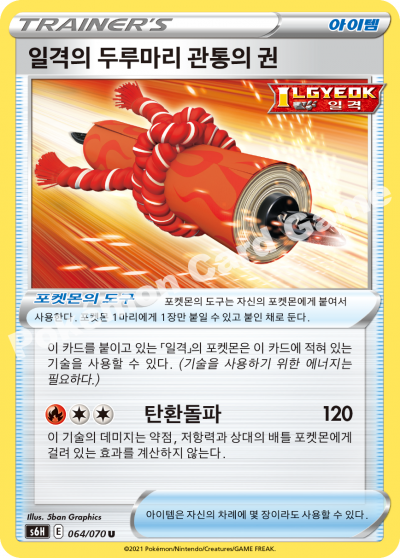 TRAINER'S
아이템
일격의 두루마리 관통의 권
ILGYEOK
일격
포켓몬의 도구
포켓몬의 도구는 자신의 포켓몬에게 붙여서
사용한다. 포켓몬 1마리에게 1장만 붙일 수 있고 붙인 채로 둔다.
이 카드를 붙이고 있는 「일격」의 포켓몬은 이 카드에 적혀 있는
기술을 사용할 수 있다. (기술을 사용하기 위한 에너지는
필요하다.)
탄환돌파 120
이 기술의 데미지는 약점, 저항력과 상대의 배틀 포켓몬에게
걸려 있는 효과를 계산하지 않는다.
Illus. 5ban Graphics
s6H E 064/070 U
아이템은 자신의 차례에 몇 장이라도 사용할 수 있다.
©2021 Pokémon/Nintendo/Creatures/GAME FREAK.
Pokémon Card Game